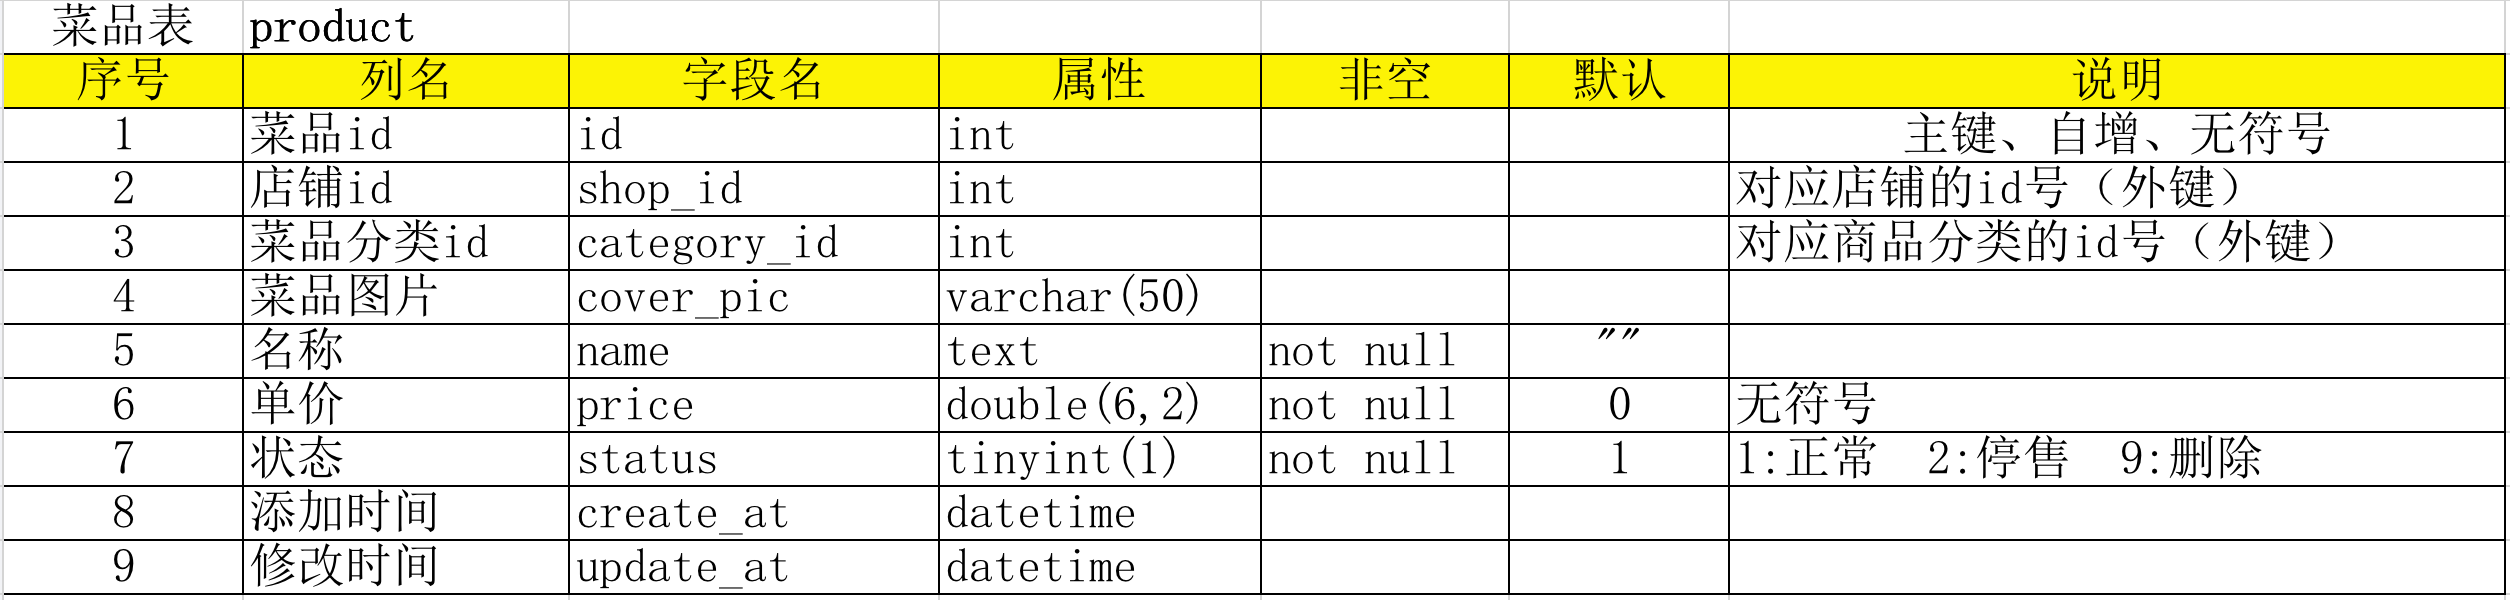 菜品表 product
序号 列名 字段名 属性 非空 默认 说明
1 菜品id id int 主键、自增、无符号
2 店铺id shop_id int 对应店铺的id号（外键）
3 菜品分类id category_id int 对应商品分类的id号（外键）
4 菜品图片 cover_pic varchar(50)
5 名称 name text not null ""
6 单价 price double(6,2) not null 0 无符号
7 状态 status tinyint(1) not null 1 1:正常 2:停售 9:删除
8 添加时间 create_at datetime
9 修改时间 update_at datetime